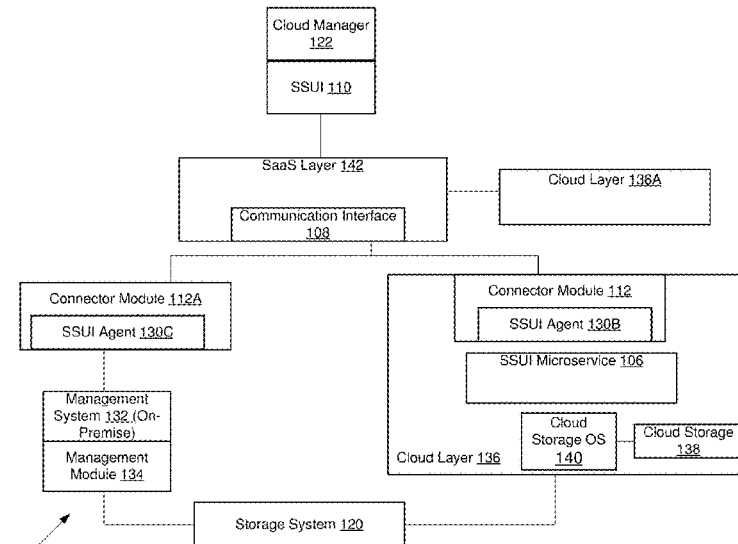 Cloud Manager
122
SSUI 110
SaaS Layer 142
Cloud Layer 136A
Communication Interface
108
Connector Module 112A
SSUI Agent 130C
Connector Module 112
SSUI Agent 130B
SSUI Microservice 106
Management
System 132 (On-
Premise)
Management
Module 134
Cloud
Storage OS
140
Cloud Storage
138
Cloud Layer 136
Storage System 120